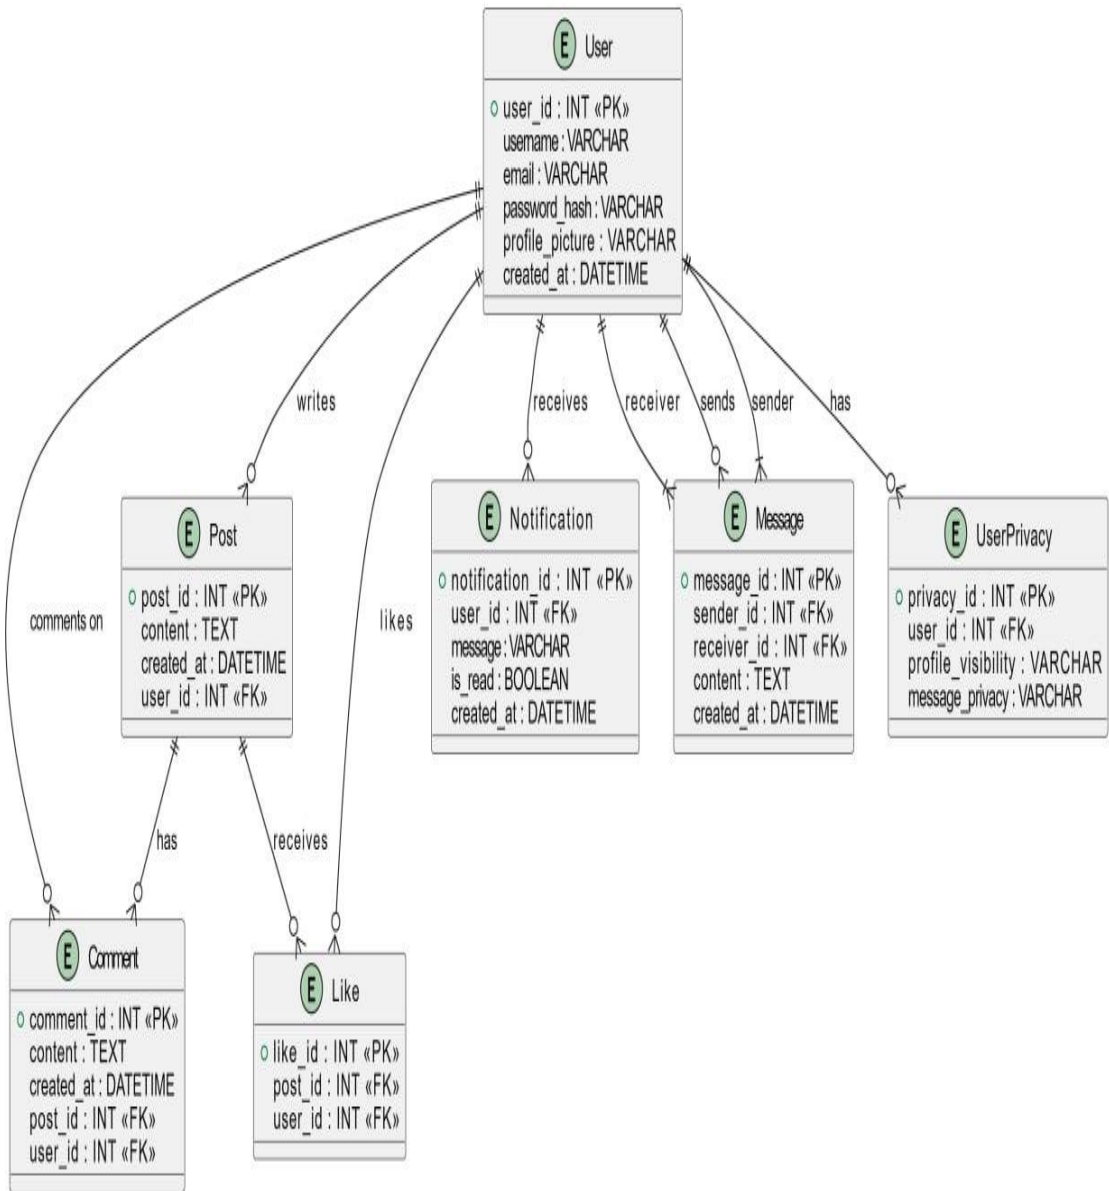 E User
user_id : INT «PK»
username : VARCHAR
email : VARCHAR
password_hash : VARCHAR
profile_picture : VARCHAR
created_at : DATETIME
writes
receives
receiver
sends
sender
has
E Post
post_id : INT «PK»
content : TEXT
created_at : DATETIME
user_id : INT «FK»
E Notification
notification_id : INT «PK»
user_id : INT «FK»
message : VARCHAR
is_read : BOOLEAN
created_at : DATETIME
E Message
message_id : INT «PK»
sender_id : INT «FK»
receiver_id : INT «FK»
content : TEXT
created_at : DATETIME
E UserPrivacy
privacy_id : INT «PK»
user_id : INT «FK»
profile_visibility : VARCHAR
message_privacy : VARCHAR
comments on
likes
has
receives
E Comment
comment_id : INT «PK»
content : TEXT
created_at : DATETIME
post_id : INT «FK»
user_id : INT «FK»
E Like
like_id : INT «PK»
post_id : INT «FK»
user_id : INT «FK»